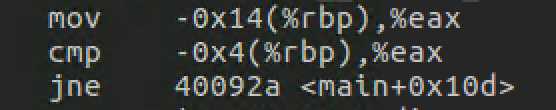 mov    -0x14(%rbp),%eax
cmp    -0x4(%rbp),%eax
jne    40092a <main+0x10d>